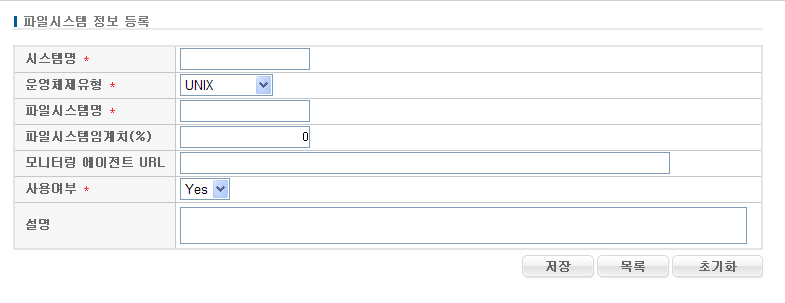 파일시스템 정보 등록
시스템명 *
운영체제유형 * UNIX
파일시스템명 *
파일시스템임계치(%) 0
모니터링 에이전트 URL
사용여부 * Yes
설명
저장 목록 초기화